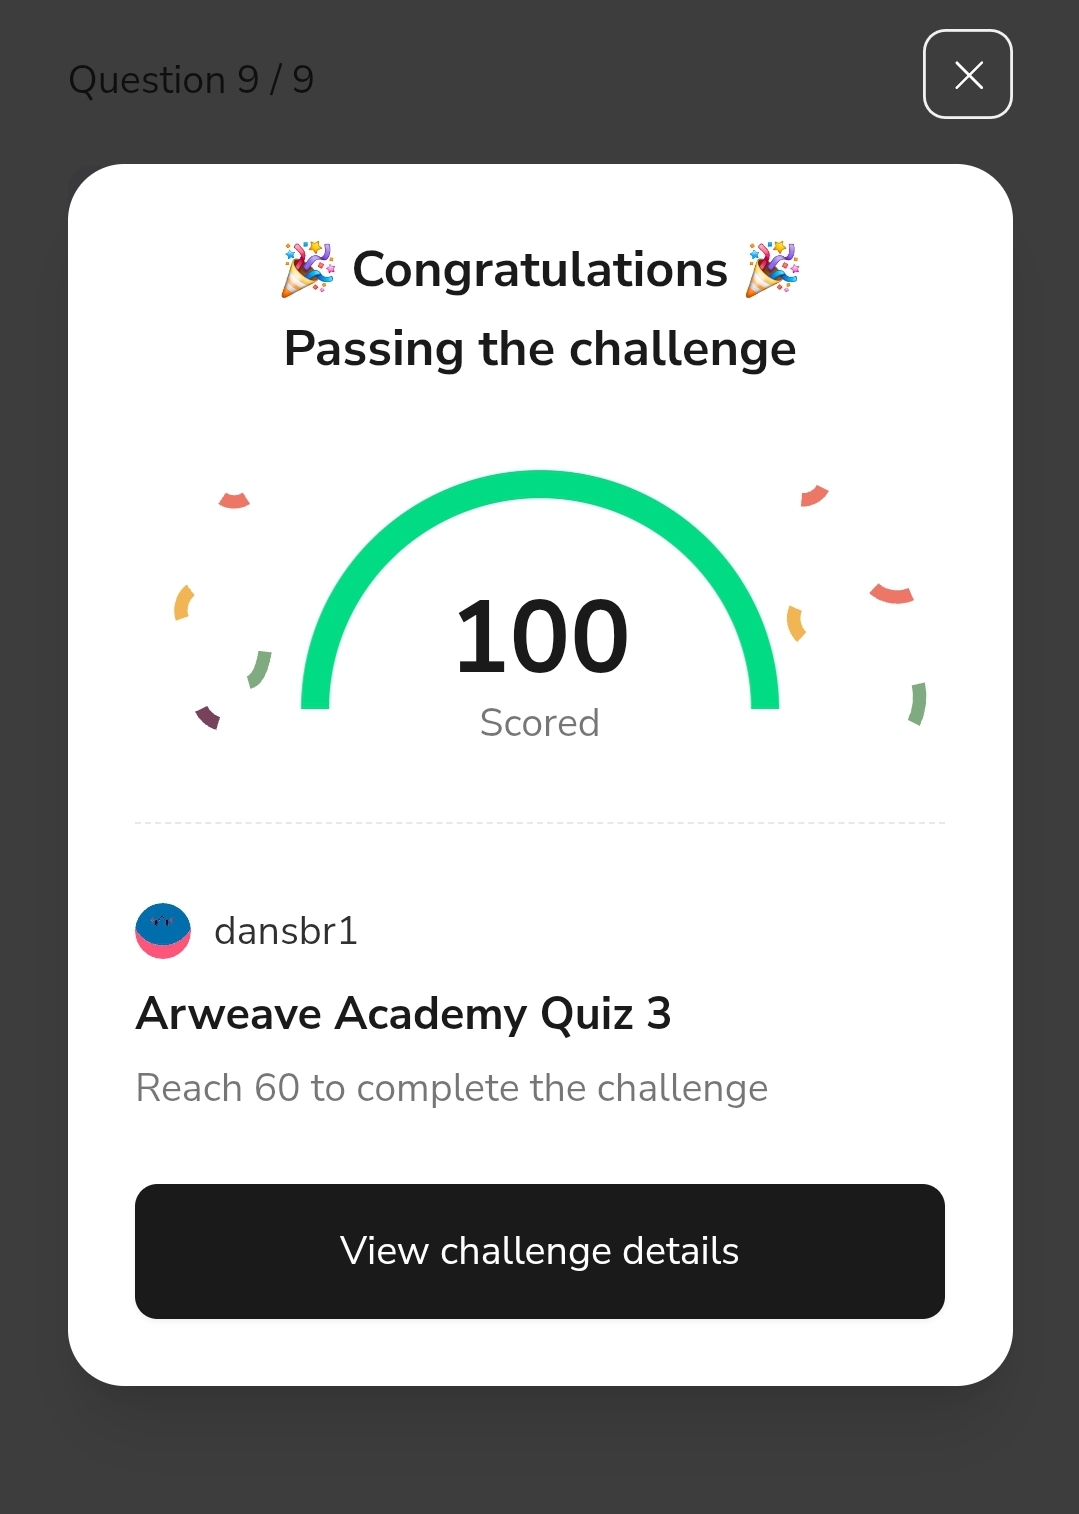 Question 9 / 9
🎉 Congratulations 🎉
Passing the challenge
100
Scored
dansbr1
Arweave Academy Quiz 3
Reach 60 to complete the challenge
View challenge details